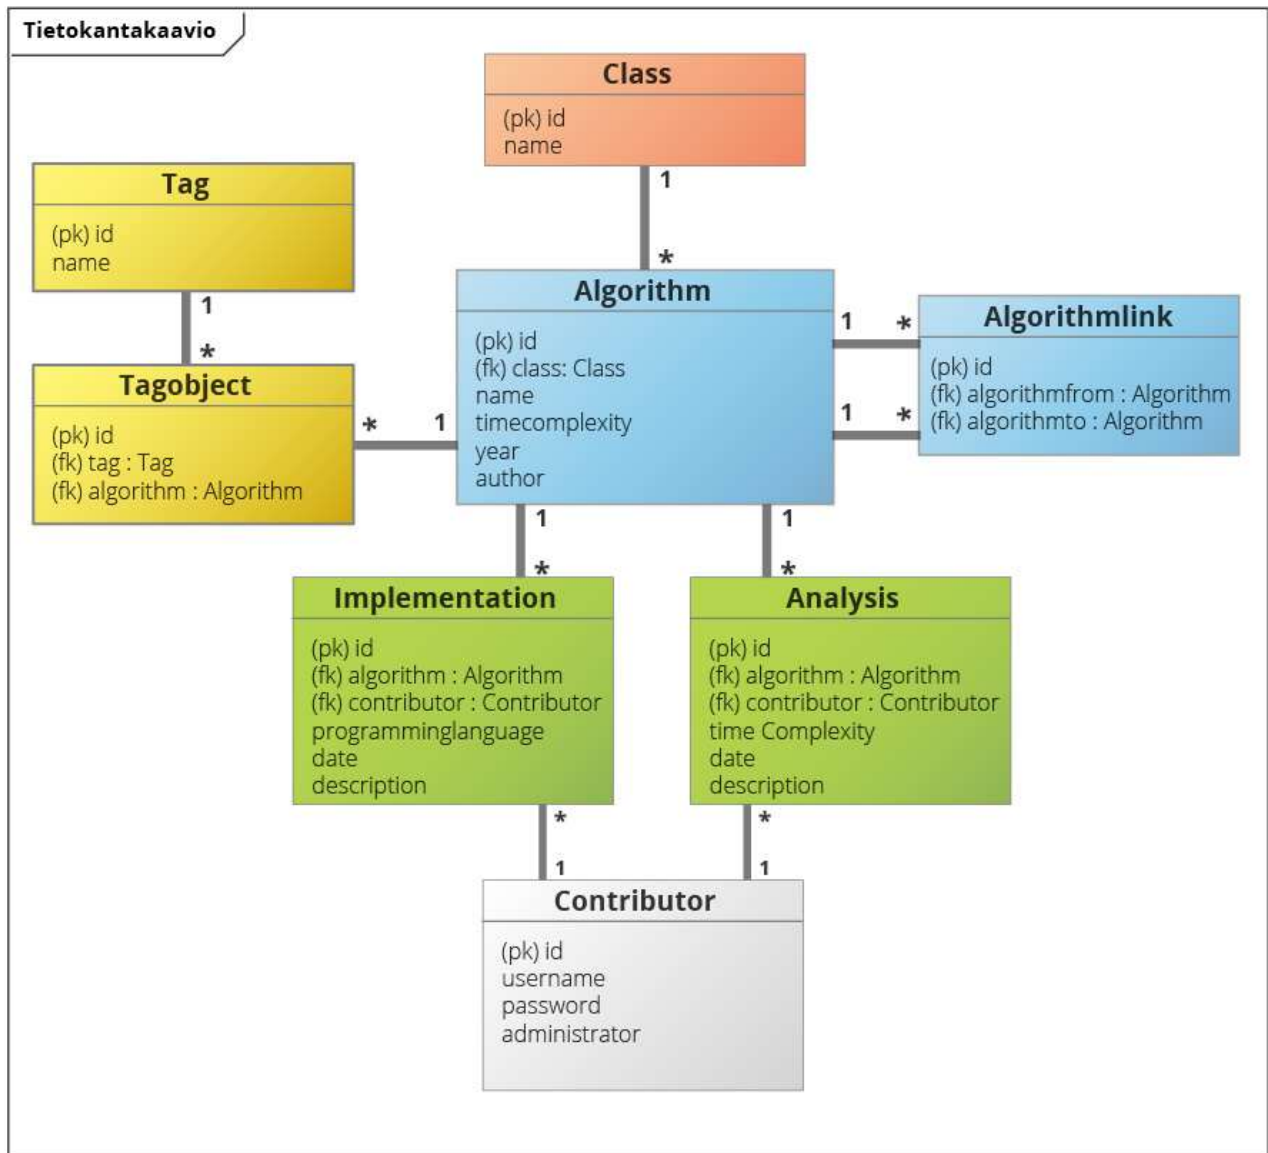 Tietokantakaavio
Class
(pk) id
name
1
*
Tag
(pk) id
name
1
*
Tagobject
(pk) id
(fk) tag : Tag
(fk) algorithm : Algorithm
*
1
Algorithm
(pk) id
(fk) class: Class
name
timecomplexity
year
author
1
*
1
*
Algorithmlink
(pk) id
(fk) algorithmfrom : Algorithm
(fk) algorithmto : Algorithm
1
*
1
*
Implementation
(pk) id
(fk) algorithm : Algorithm
(fk) contributor : Contributor
programminglanguage
date
description
Analysis
(pk) id
(fk) algorithm : Algorithm
(fk) contributor : Contributor
time Complexity
date
description
*
1
*
1
Contributor
(pk) id
username
password
administrator